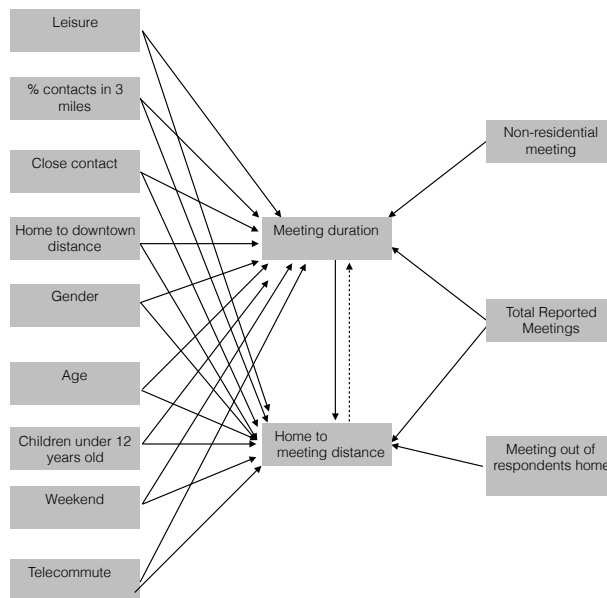 Leisure
% contacts in 3
miles
Close contact
Home to downtown
distance
Gender
Age
Children under 12
years old
Weekend
Telecommute
Meeting duration
Home to
meeting distance
Non-residential
meeting
Total Reported
Meetings
Meeting out of
respondents home